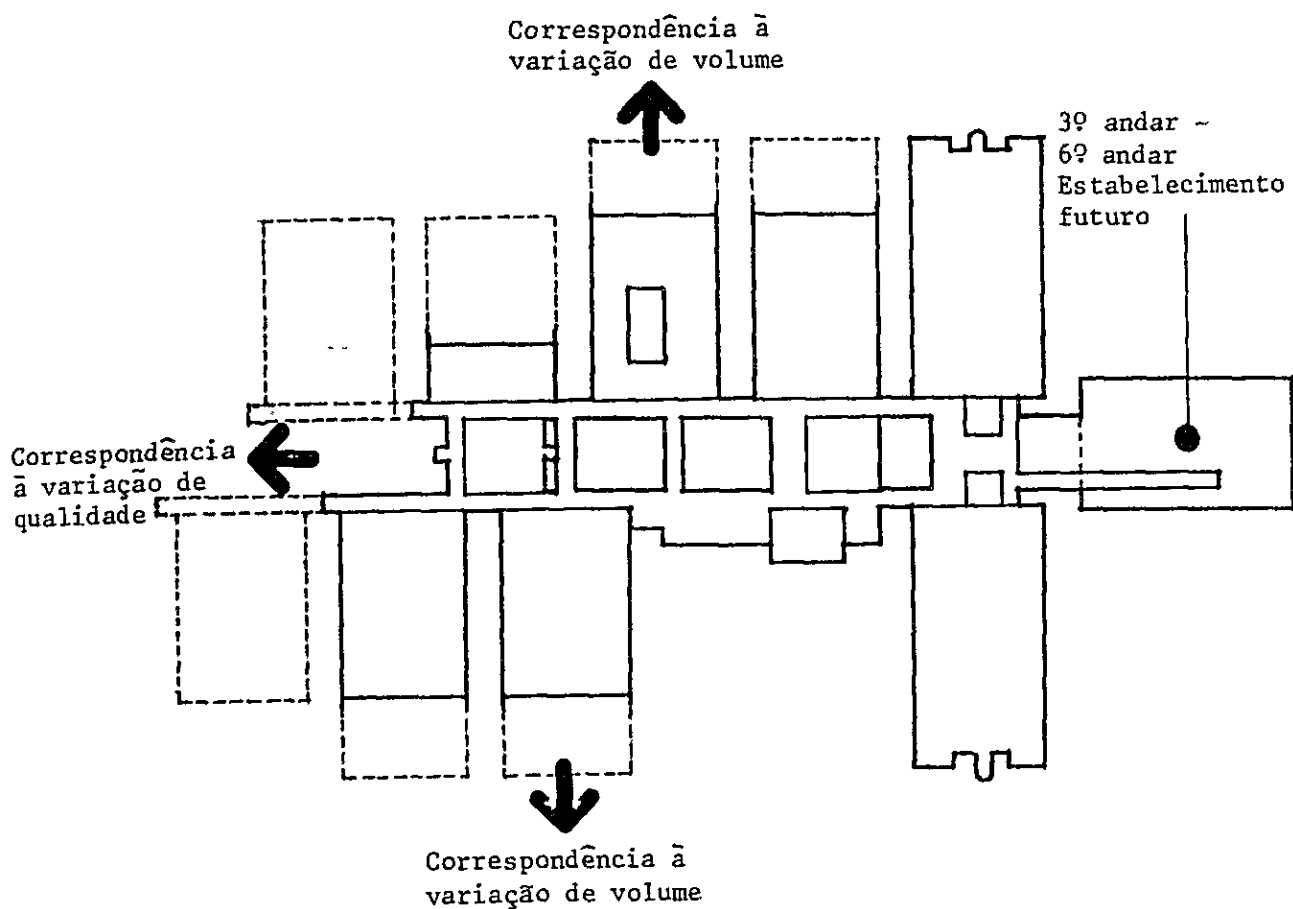 Correspondência à
variação de volume
3º andar ~
6º andar
Estabelecimento
futuro
Correspondência
à variação de
qualidade
Correspondência à
variação de volume